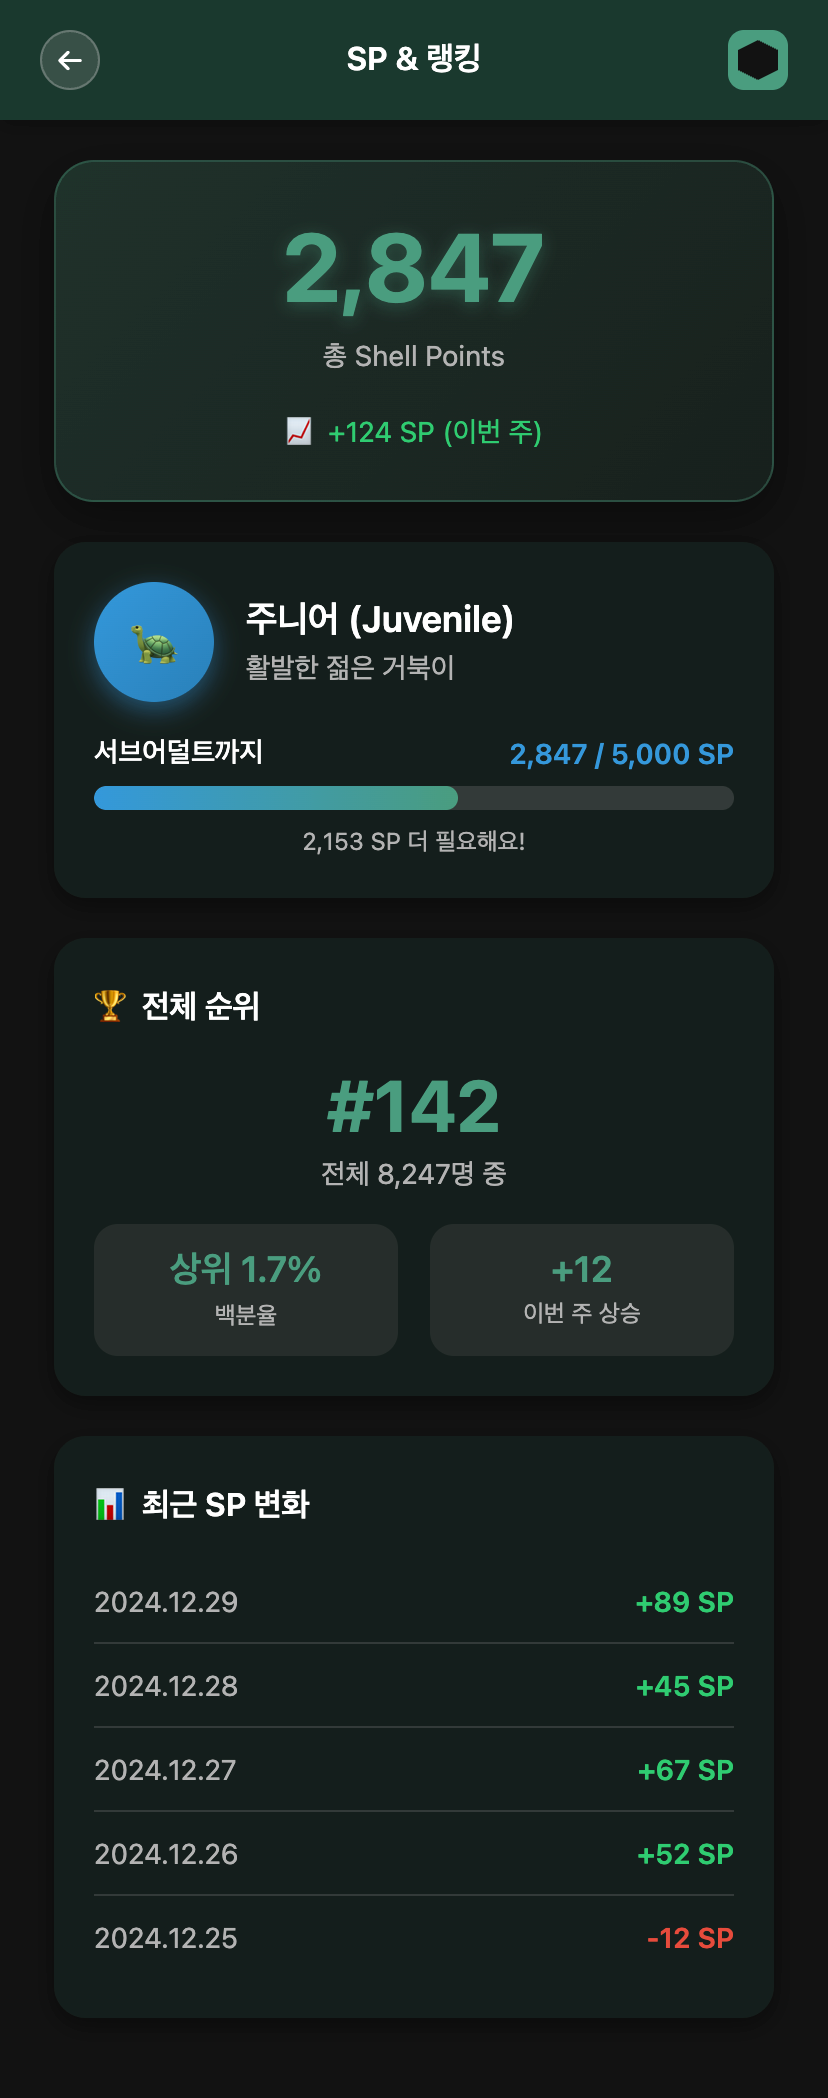 SP & 랭킹
2,847
총 Shell Points
+124 SP (이번 주)
주니어 (Juvenile)
활발한 젊은 거북이
서브어덜트까지
2,847 / 5,000 SP
2,153 SP 더 필요해요!
전체 순위
#142
전체 8,247명 중
상위 1.7%
백분율
+12
이번 주 상승
최근 SP 변화
2024.12.29 +89 SP
2024.12.28 +45 SP
2024.12.27 +67 SP
2024.12.26 +52 SP
2024.12.25 -12 SP